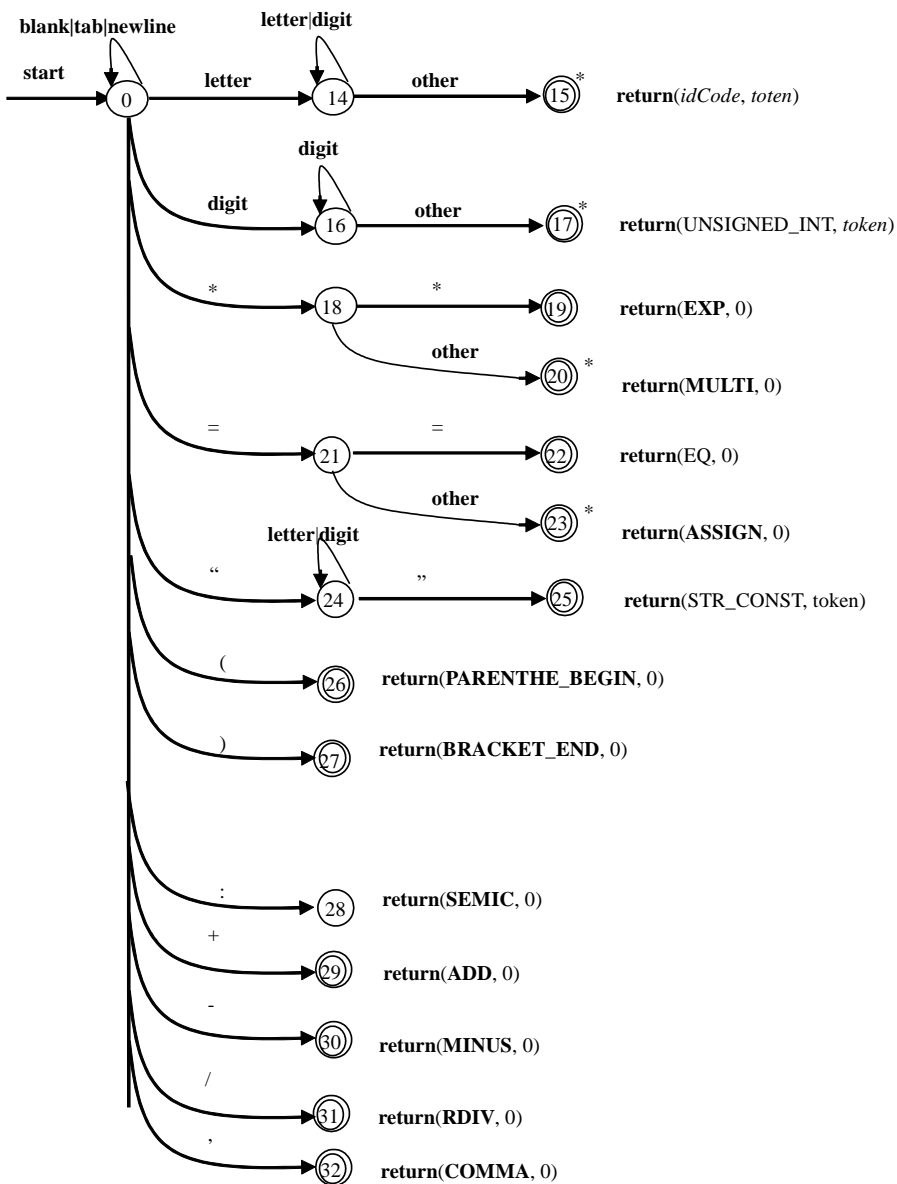 blank|tab|newline
letter|digit
start
letter
other
*
0
14
15
return(idCode, toten)
digit
digit
other
*
16
17
return(UNSIGNED_INT, token)
*
*
18
19
return(EXP, 0)
other
20
*
return(MULTI, 0)
=
=
21
22
return(EQ, 0)
other
23
*
return(ASSIGN, 0)
letter|digit
“
”
24
25
return(STR_CONST, token)
(
26
return(PARENTHE_BEGIN, 0)
)
27
return(BRACKET_END, 0)
:
28
return(SEMIC, 0)
+
29
return(ADD, 0)
-
30
return(MINUS, 0)
/
31
return(RDIV, 0)
,
32
return(COMMA, 0)